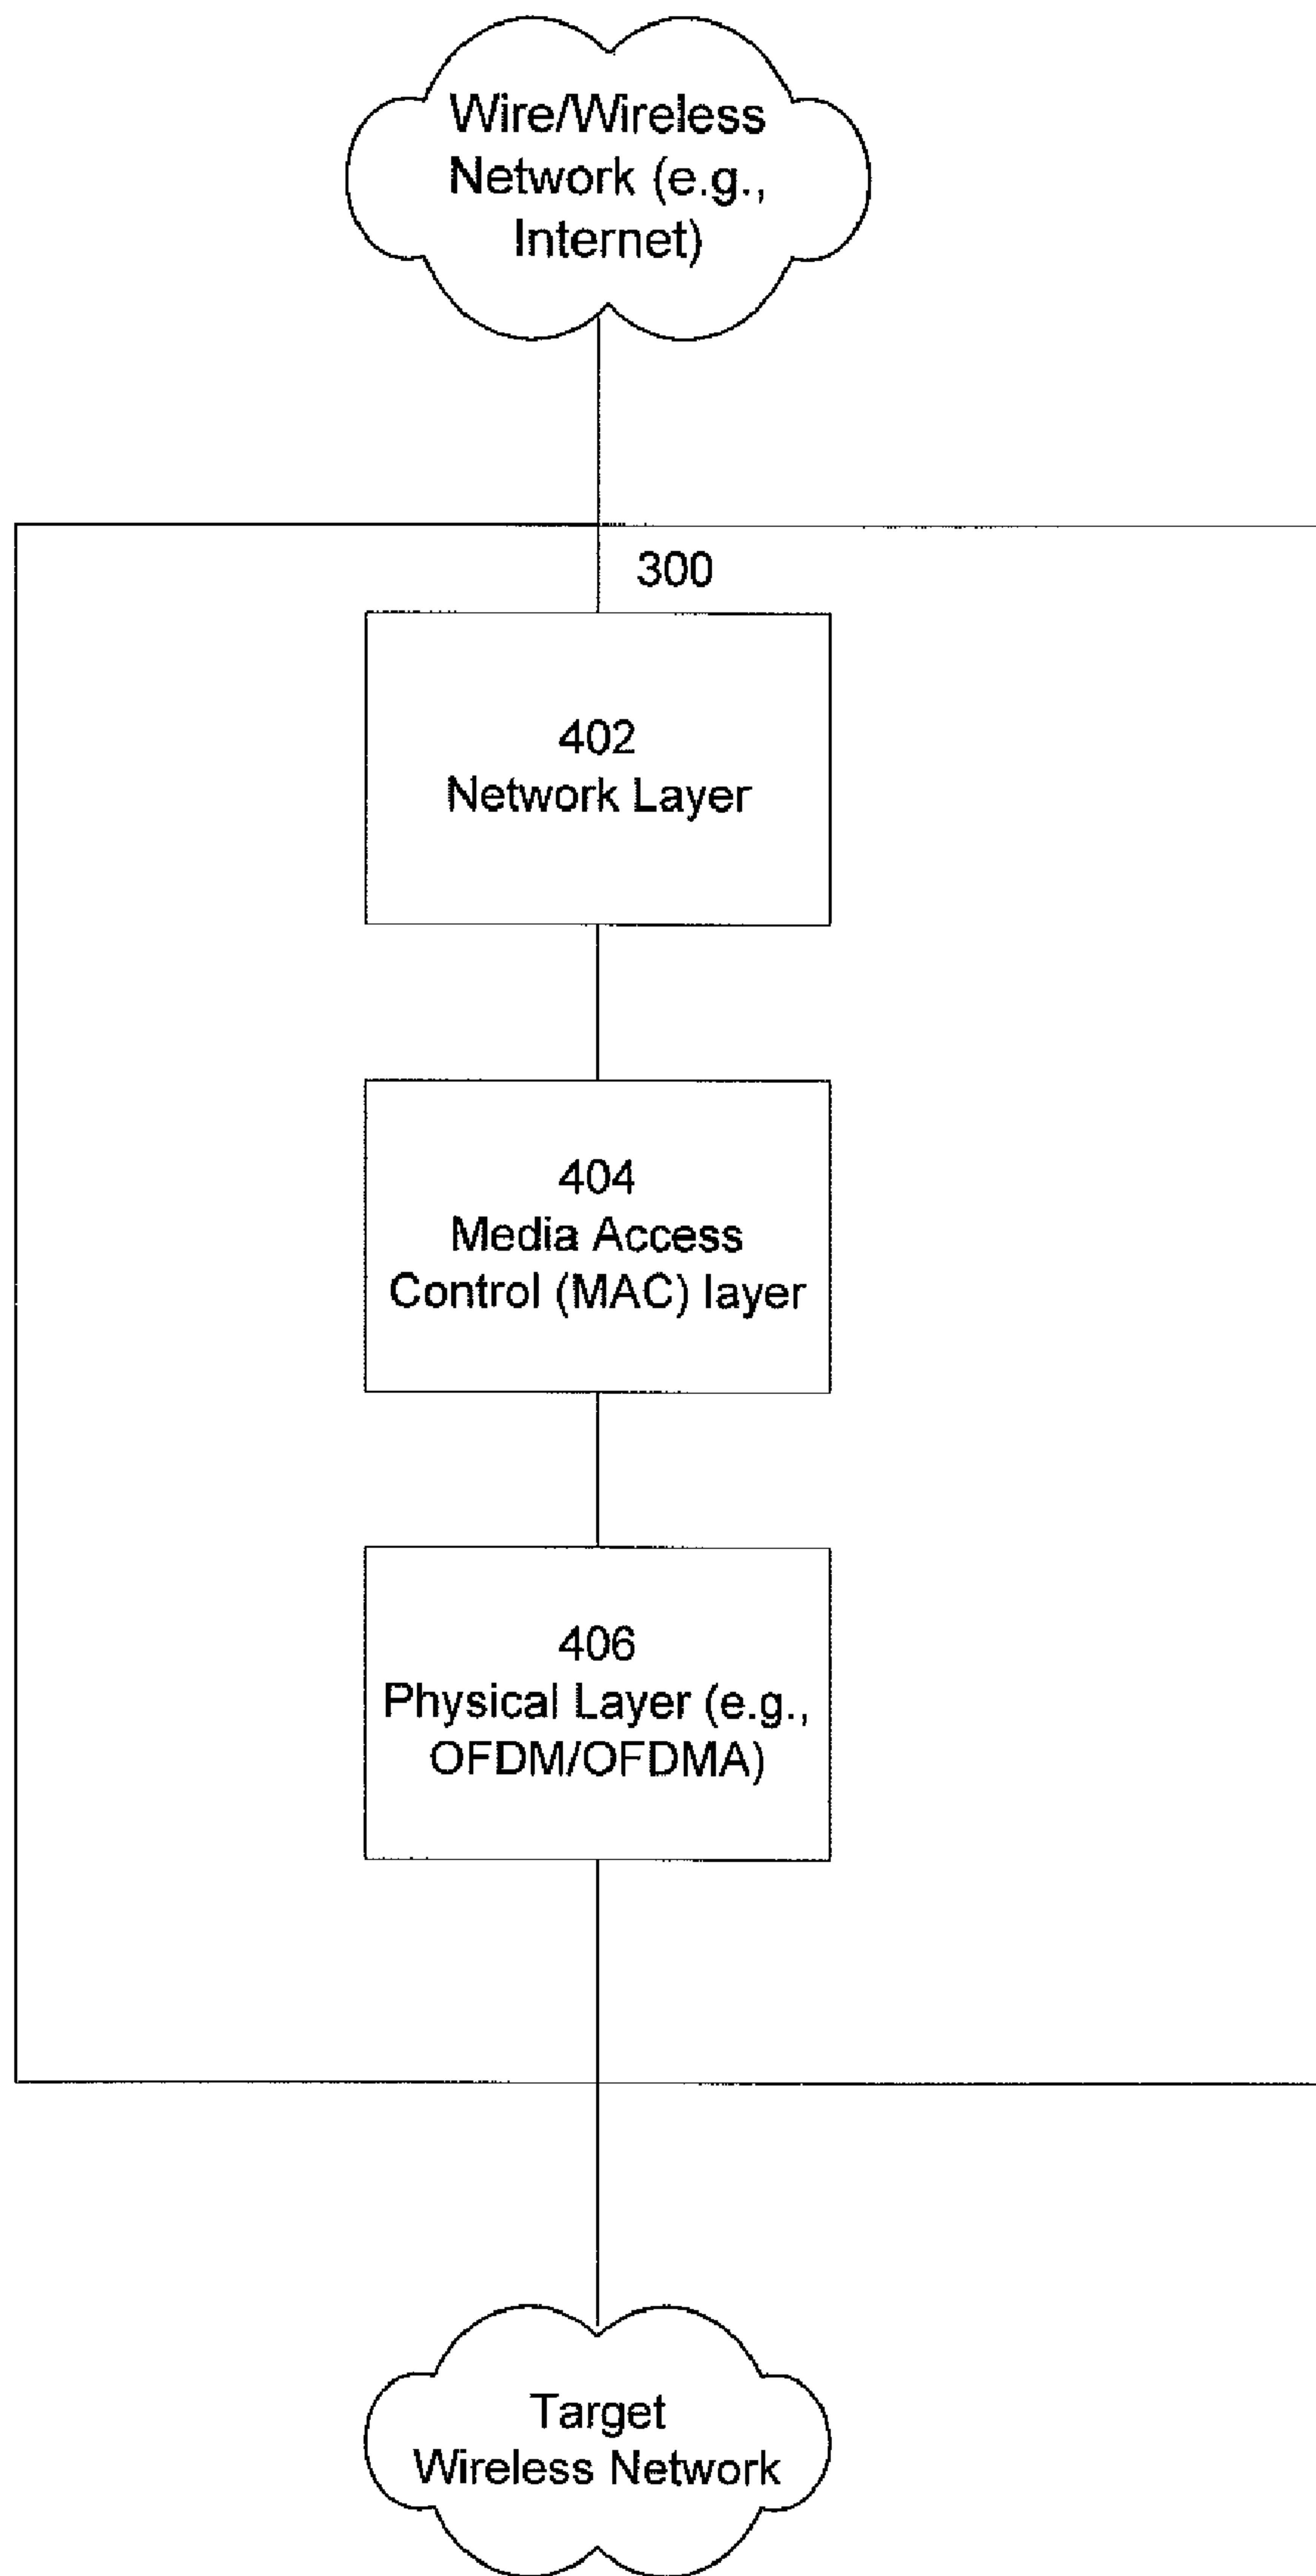 Wire/Wireless
Network (e.g.,
Internet)
300
402
Network Layer
404
Media Access
Control (MAC) layer
406
Physical Layer (e.g.,
OFDM/OFDMA)
Target
Wireless Network